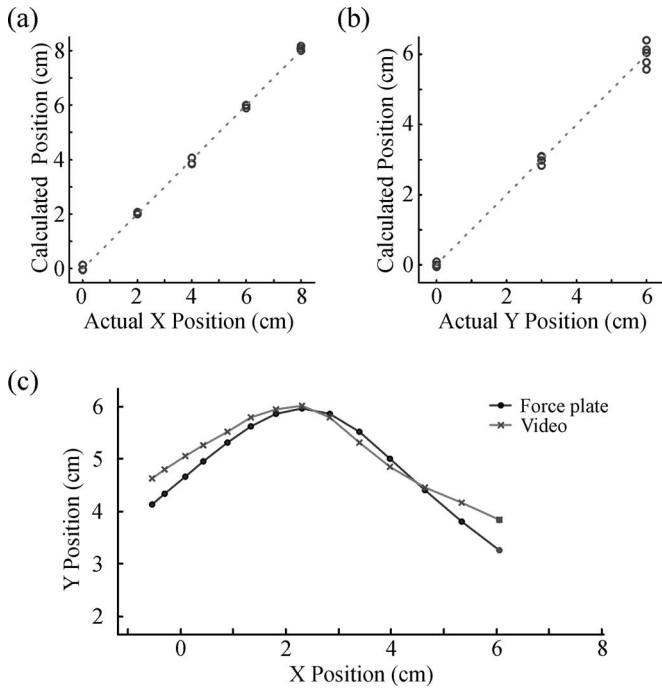 (a)
8
6
4
2
0
Calculated Position (cm)
0 2 4 6 8
Actual X Position (cm)
(b)
6
4
2
0
Calculated Position (cm)
0 2 4 6
Actual Y Position (cm)
(c)
6
5
4
3
2
Y Position (cm)
Force plate
Video
0 2 4 6 8
X Position (cm)